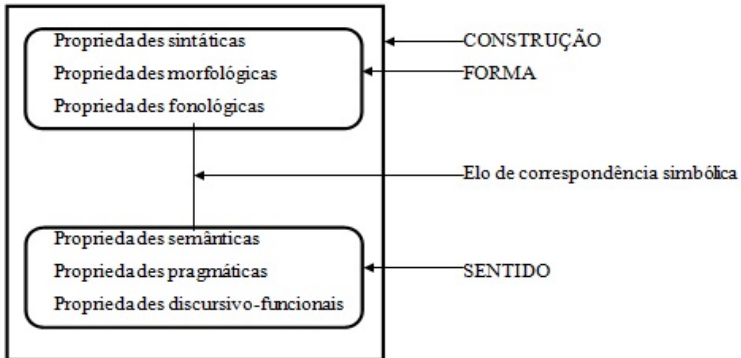 Propriedades sintáticas
CONSTRUÇÃO
Propriedades morfológicas
FORMA
Propriedades fonológicas
Elo de correspondência simbólica
Propriedades semânticas
Propriedades pragmáticas
SENTIDO
Propriedades discursivo-funcionais